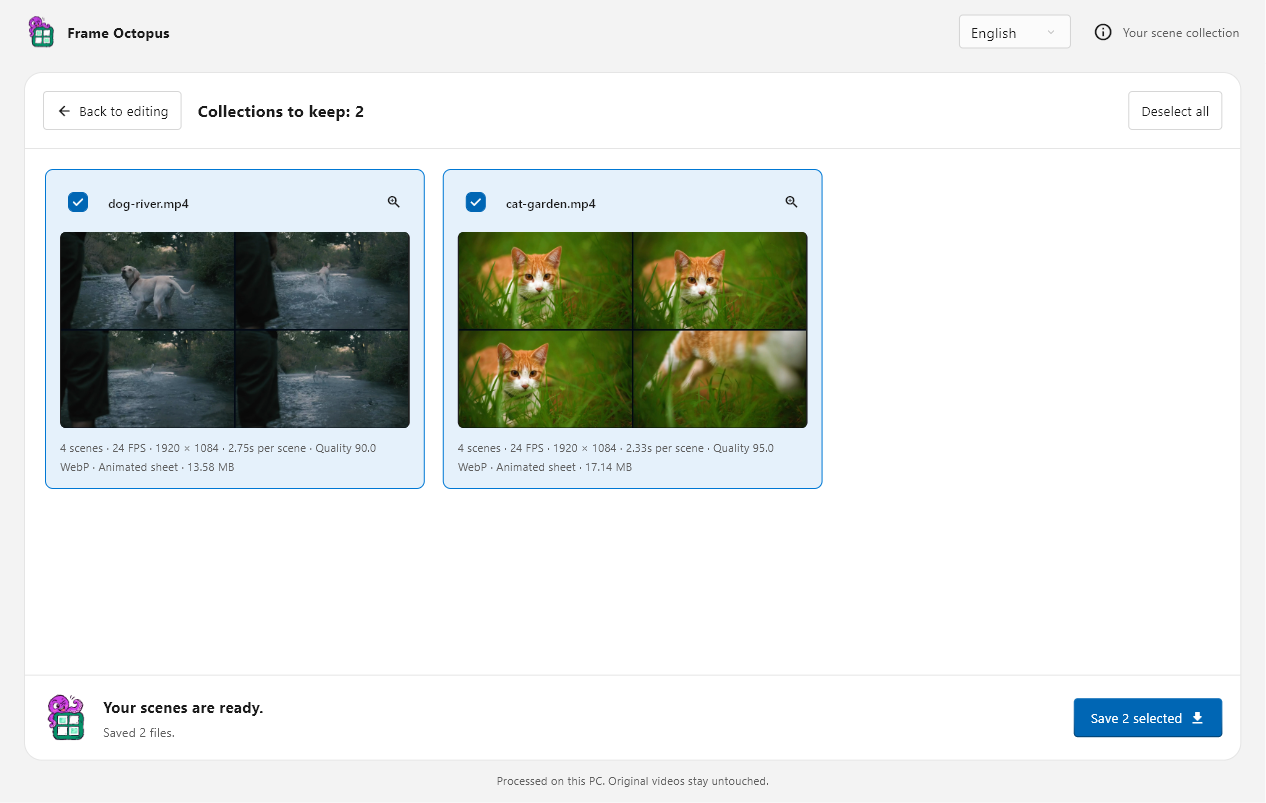 Frame Octopus
English
Your scene collection
Back to editing
Collections to keep: 2
Deselect all
dog-river.mp4
cat-garden.mp4
4 scenes · 24 FPS · 1920 × 1084 · 2.75s per scene · Quality 90.0
WebP · Animated sheet · 13.58 MB
4 scenes · 24 FPS · 1920 × 1084 · 2.33s per scene · Quality 95.0
WebP · Animated sheet · 17.14 MB
Your scenes are ready.
Saved 2 files.
Save 2 selected
Processed on this PC. Original videos stay untouched.